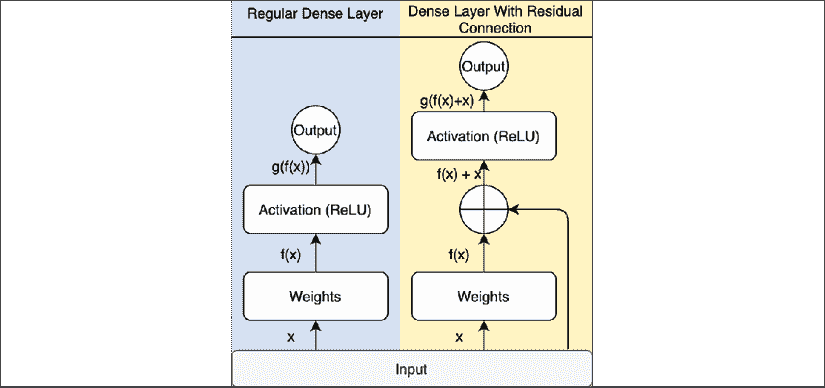 Regular Dense Layer
Dense Layer With Residual
Connection
Output
g(f(x))
Activation (ReLU)
f(x)
Weights
x
Output
g(f(x)+x)
Activation (ReLU)
f(x) + x
f(x)
Weights
x
Input